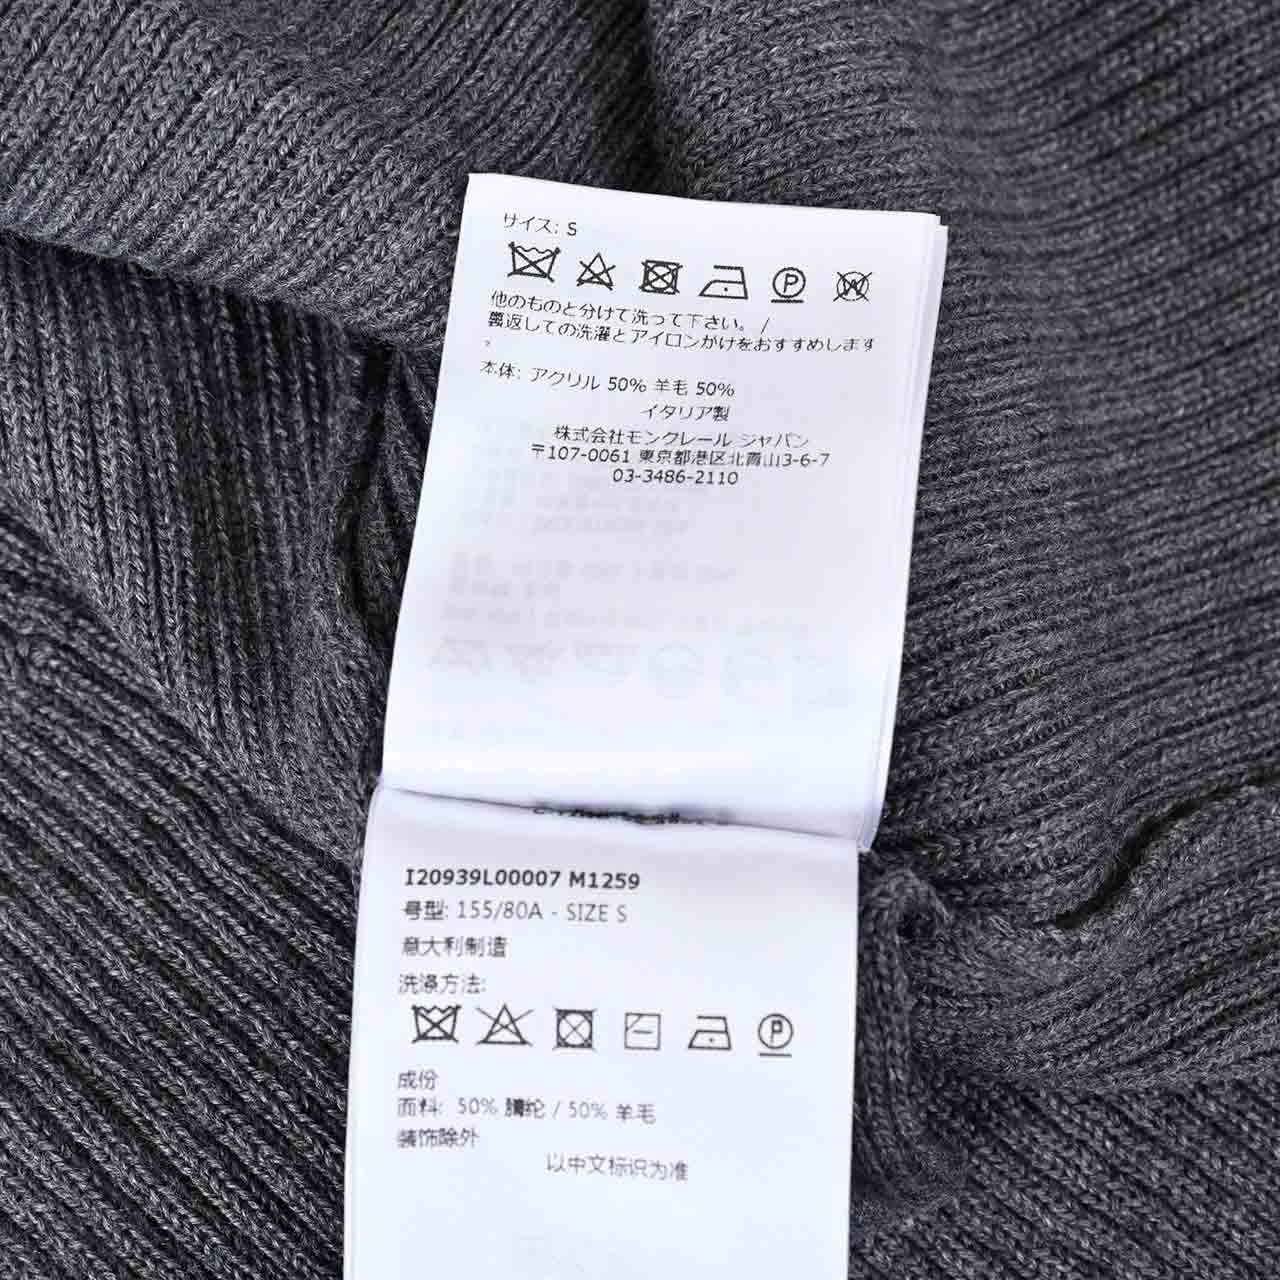 サイズ: S
P
W
他のものと分けて洗って下さい。 /
裏返しての洗濯とアイロンかけをおすすめします
。
本体: アクリル 50% 羊毛 50%
イタリア製
株式会社モンクレール ジャパン
〒107-0061 東京都港区北青山3-6-7
03-3486-2110
I20939L00007 M1259
号型: 155/80A - SIZE S
意大利制造
洗涤方法:
P
成份
面料: 50% 腈纶 / 50% 羊毛
装饰除外
以中文标识为准